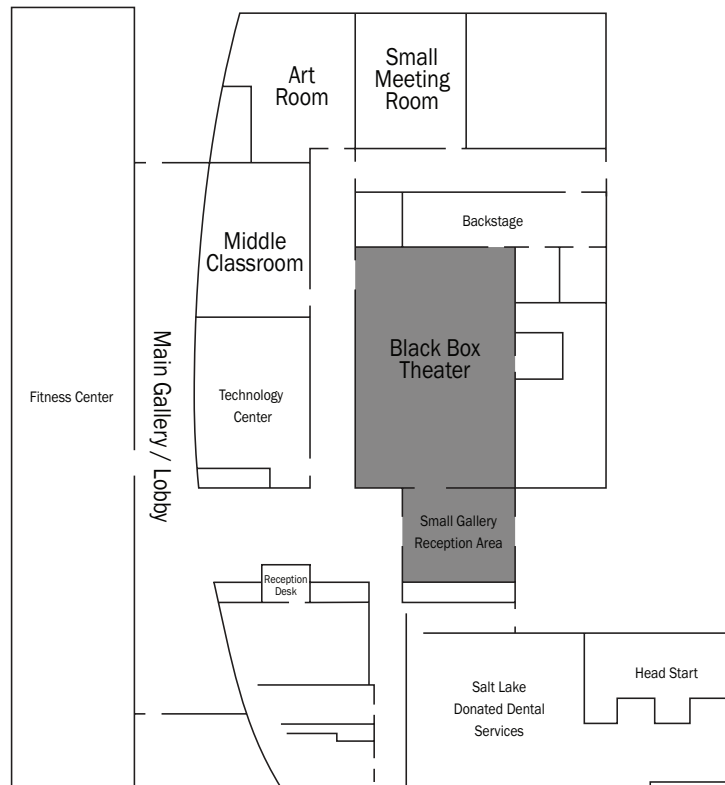 Art
Room
Small
Meeting
Room
Backstage
Middle
Classroom
Black Box
Theater
Main Gallery / Lobby
Fitness Center
Technology
Center
Small Gallery
Reception Area
Reception
Desk
Salt Lake
Donated Dental
Services
Head Start